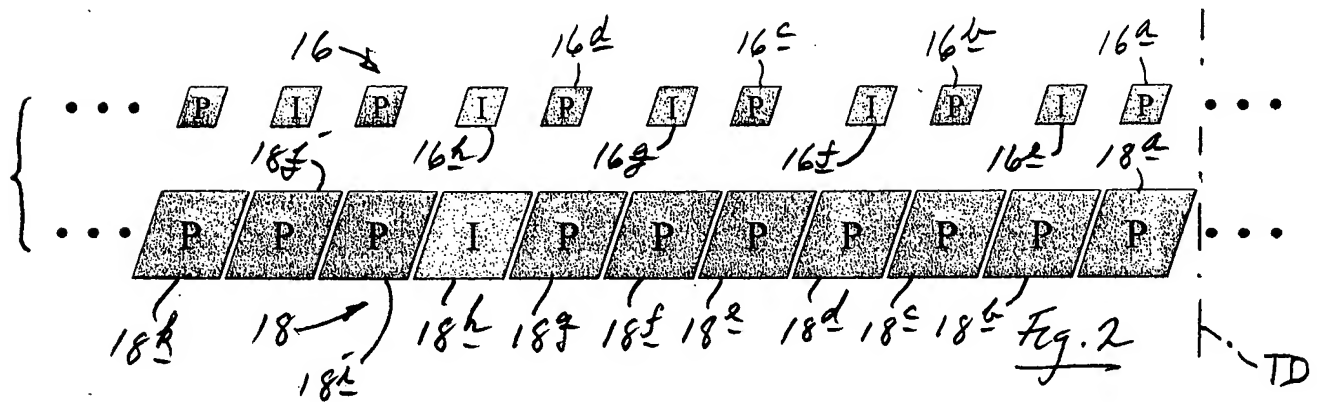 16 16d 16c 16b 16a
P I P I P I P I P I P
18j 16h 16g 16f 16e 18a
P P P I P P P P P P P
18k 18 18h 18g 18f 18e 18d 18c 18b Fig. 2
18i TD